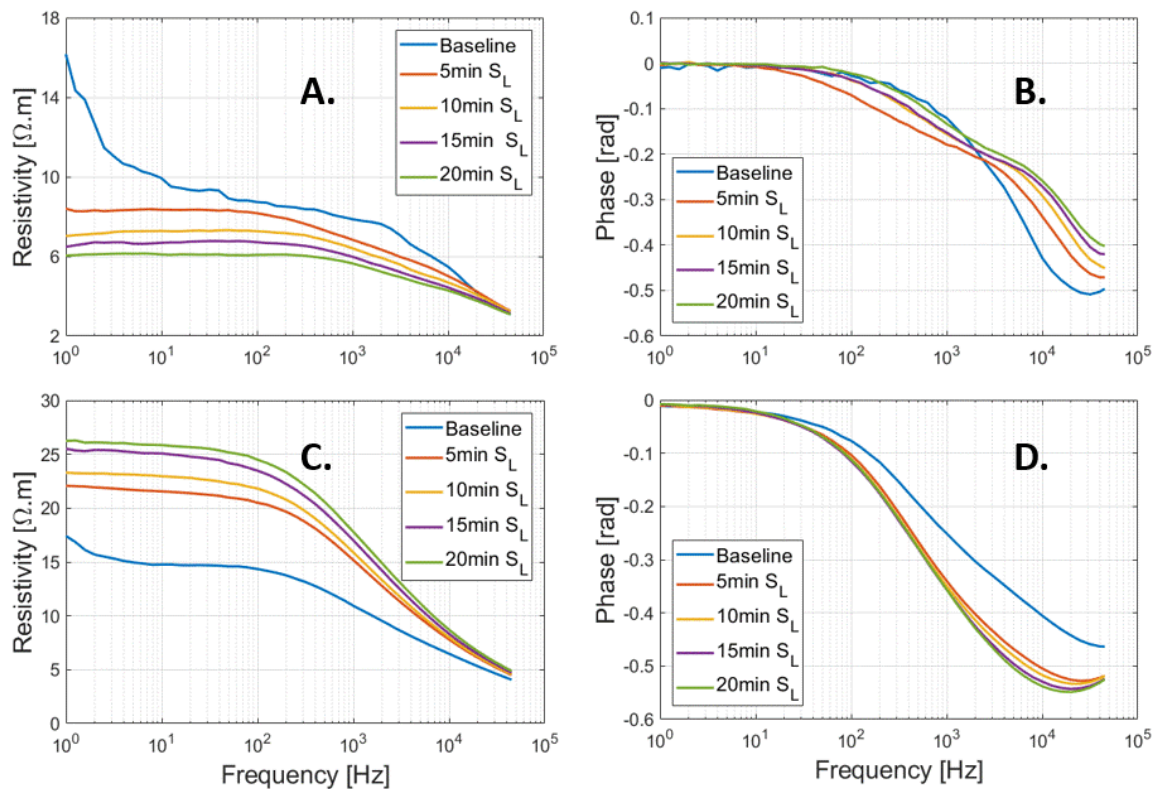 18
14
10
6
2
Resistivity [Ω.m]
10^0 10^1 10^2 10^3 10^4 10^5
A.
Baseline
5min S_L
10min S_L
15min S_L
20min S_L
0.1
0
-0.1
-0.2
-0.3
-0.4
-0.5
-0.6
Phase [rad]
10^0 10^1 10^2 10^3 10^4 10^5
B.
Baseline
5min S_L
10min S_L
15min S_L
20min S_L
30
25
20
15
10
5
0
Resistivity [Ω.m]
10^0 10^1 10^2 10^3 10^4 10^5
Frequency [Hz]
C.
Baseline
5min S_L
10min S_L
15min S_L
20min S_L
0
-0.1
-0.2
-0.3
-0.4
-0.5
-0.6
Phase [rad]
10^0 10^1 10^2 10^3 10^4 10^5
Frequency [Hz]
D.
Baseline
5min S_L
10min S_L
15min S_L
20min S_L